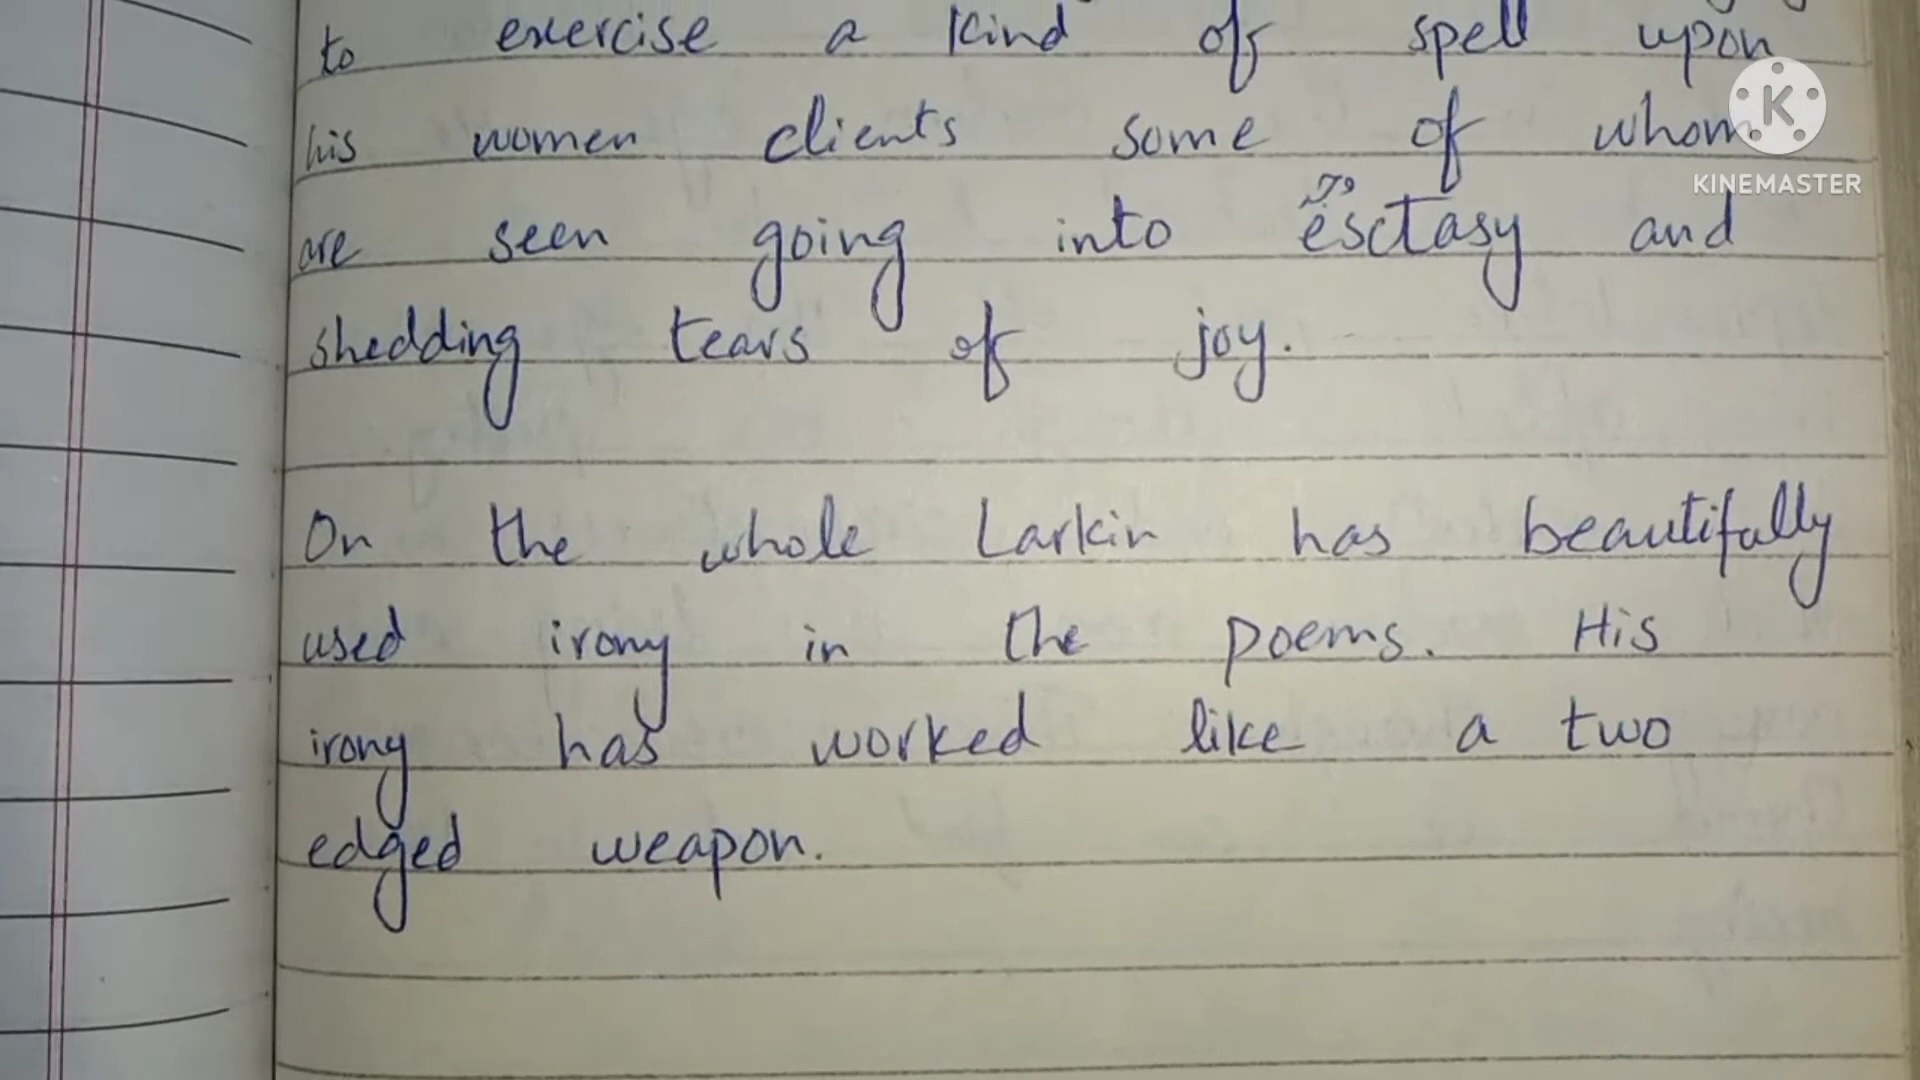 to exercise a kind of spell upon
his women clients some of whom
are seen going into esctasy and
shedding tears of joy.
On the whole Larkin has beautifully
used irony in the poems. His
irony has worked like a two
edged weapon.
KINEMASTER